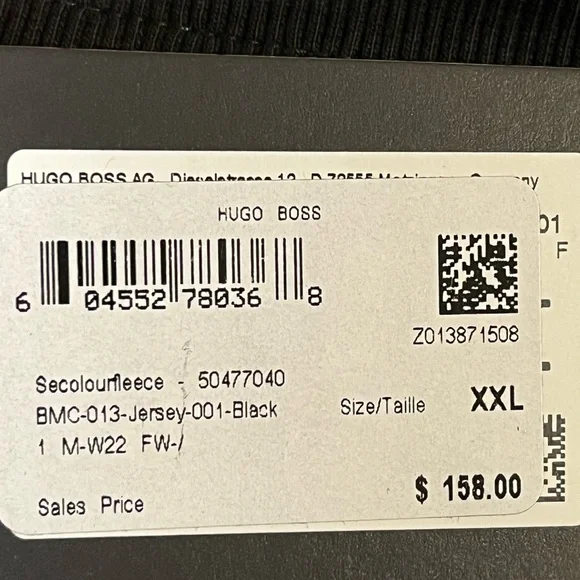 HUGO BOSS AG
01
F
HUGO BOSS
6 04552 78036 8
Z013871508
Secolourfleece - 50477040
BMC-013-Jersey-001-Black
Size/Taille XXL
1 M-W22 FW-/
Sales Price $ 158.00